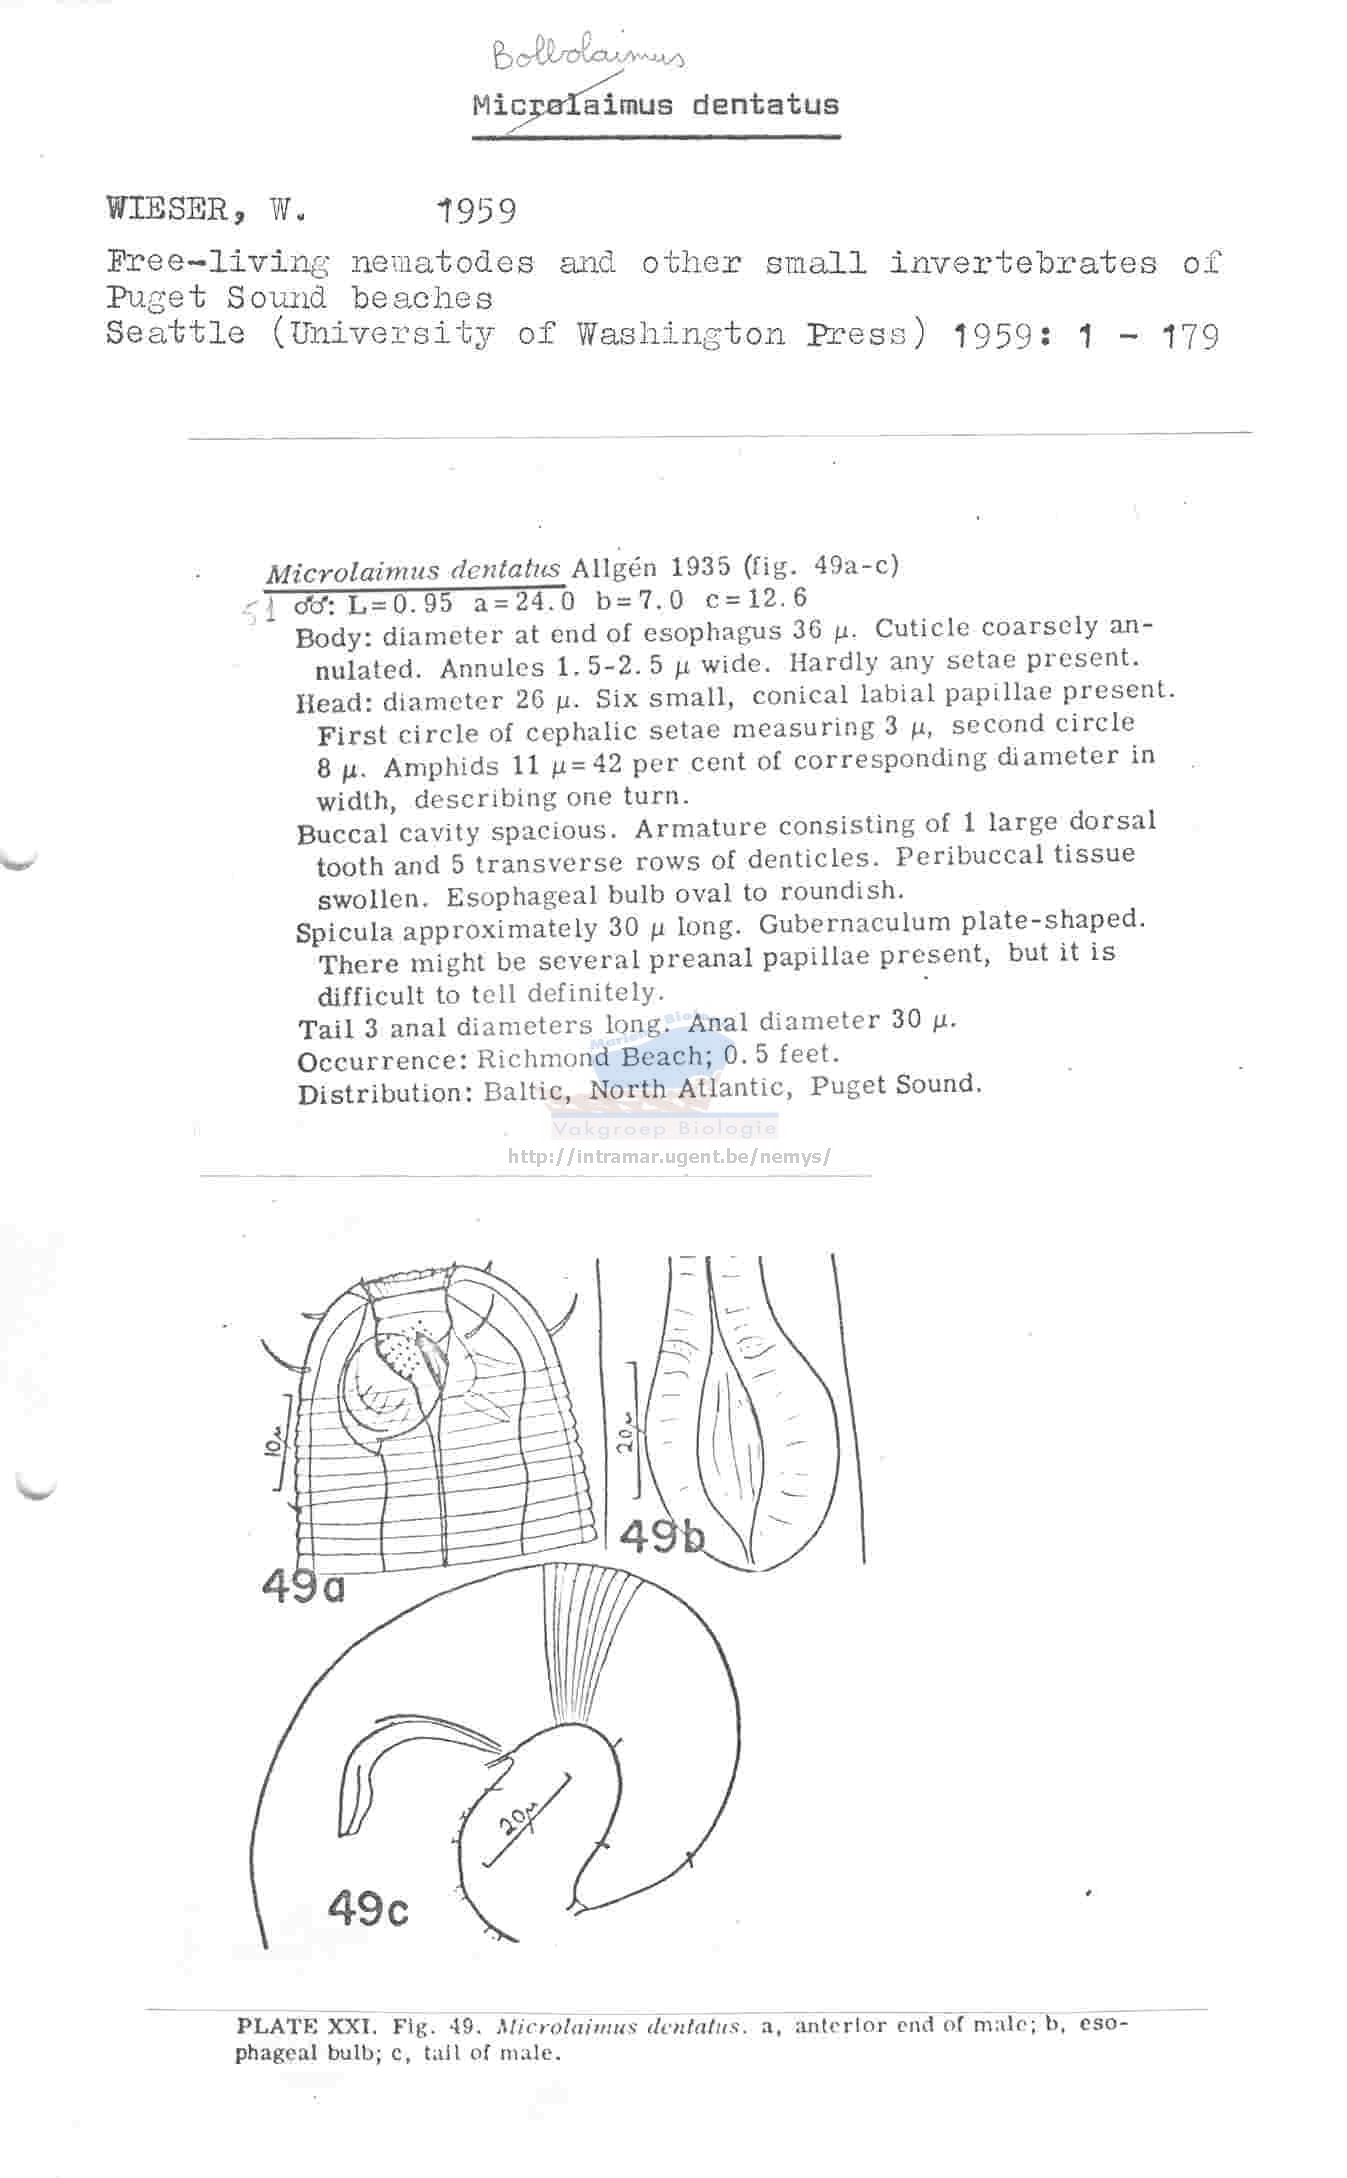 Bolbolaimus
Microlaimus dentatus
WIESER, W. 1959
Free-living nematodes and other small invertebrates of
Puget Sound beaches
Seattle (University of Washington Press) 1959: 1 - 179
Microlaimus dentatus Allgén 1935 (fig. 49a-c)
♂♂: L=0.95 a=24.0 b=7.0 c=12.6
Body: diameter at end of esophagus 36 μ. Cuticle coarsely an-
nulated. Annules 1.5-2.5 μ wide. Hardly any setae present.
Head: diameter 26 μ. Six small, conical labial papillae present.
First circle of cephalic setae measuring 3 μ, second circle
8 μ. Amphids 11 μ=42 per cent of corresponding diameter in
width, describing one turn.
Buccal cavity spacious. Armature consisting of 1 large dorsal
tooth and 5 transverse rows of denticles. Peribuccal tissue
swollen. Esophageal bulb oval to roundish.
Spicula approximately 30 μ long. Gubernaculum plate-shaped.
There might be several preanal papillae present, but it is
difficult to tell definitely.
Tail 3 anal diameters long. Anal diameter 30 μ.
Occurrence: Richmond Beach; 0.5 feet.
Distribution: Baltic, North Atlantic, Puget Sound.
Vakgroep Biologie
http://intramar.ugent.be/nemys/
10μ
20μ
49b
49a
20μ
49c
PLATE XXI. Fig. 49. Microlaimus dentatus. a, anterior end of male; b, eso-
phageal bulb; c, tail of male.